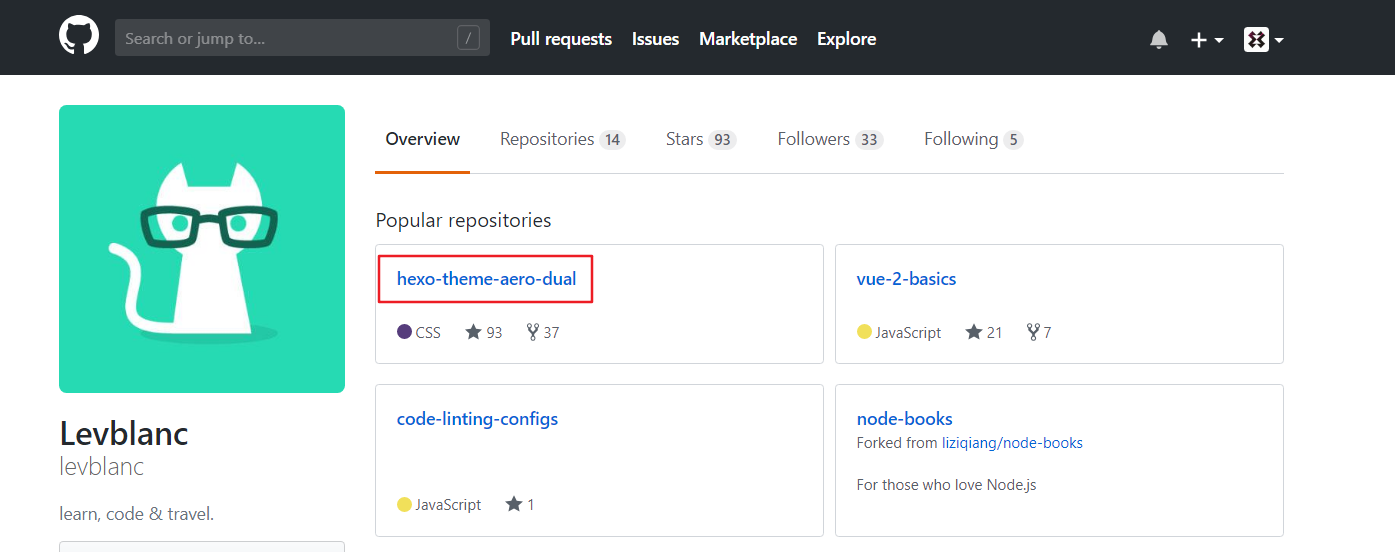 Search or jump to... / Pull requests Issues Marketplace Explore
Overview Repositories 14 Stars 93 Followers 33 Following 5
Popular repositories
hexo-theme-aero-dual
CSS 93 37
vue-2-basics
JavaScript 21 7
code-linting-configs
JavaScript 1
node-books
Forked from liziqiang/node-books
For those who love Node.js
Levblanc
levblanc
learn, code & travel.